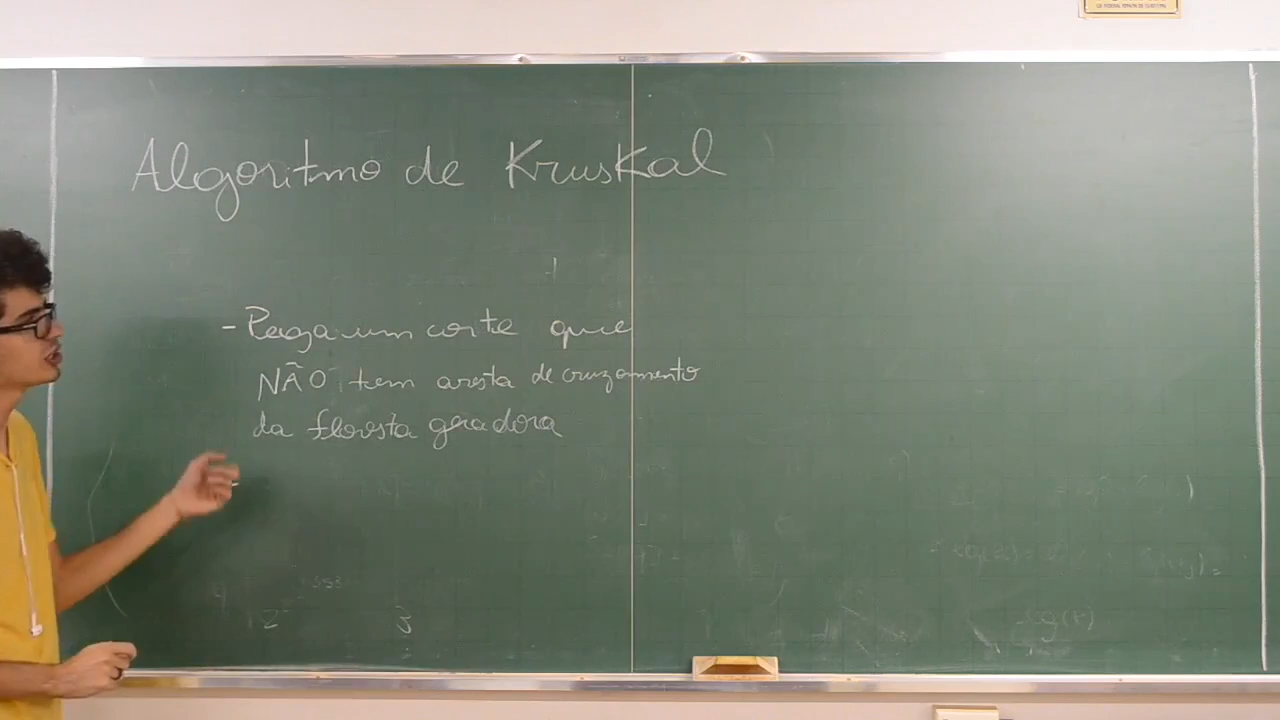 Algoritmo de Kruskal
- Pega um corte que
NÃO tem aresta de cruzamento
da floresta geradora